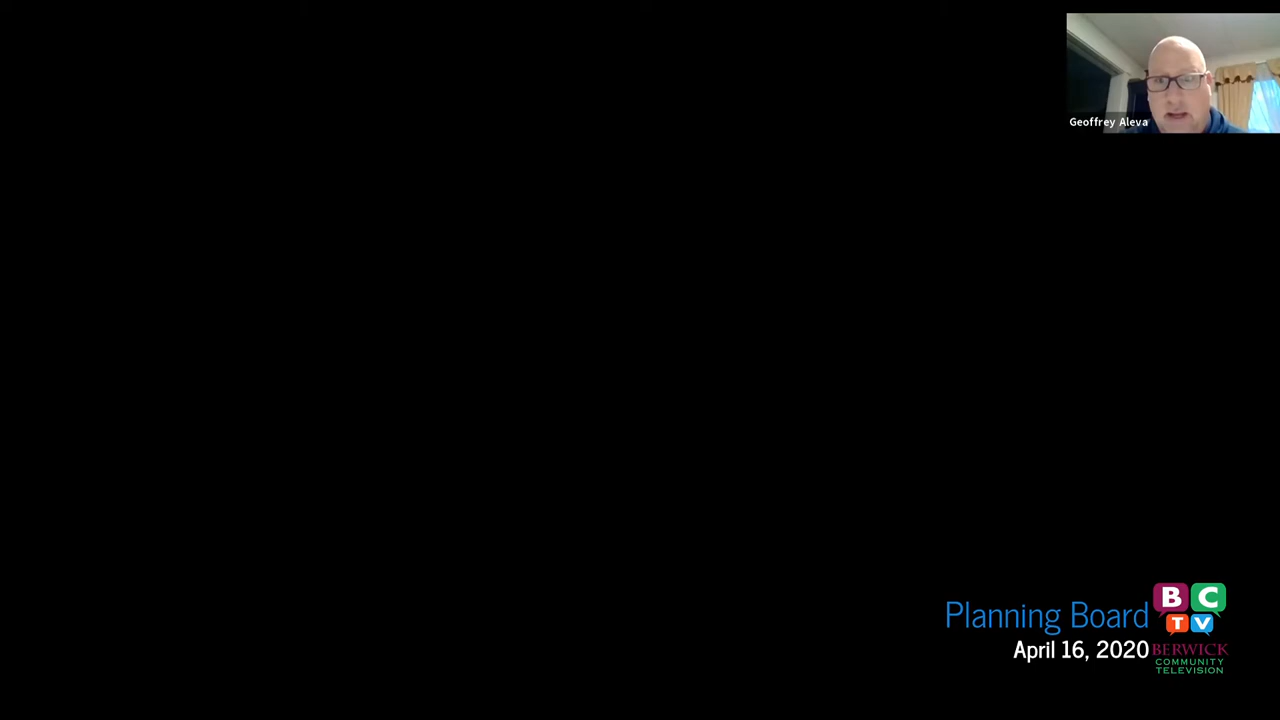 Geoffrey Aleva
Planning Board
April 16, 2020
B C
T V
BERWICK
COMMUNITY
TELEVISION